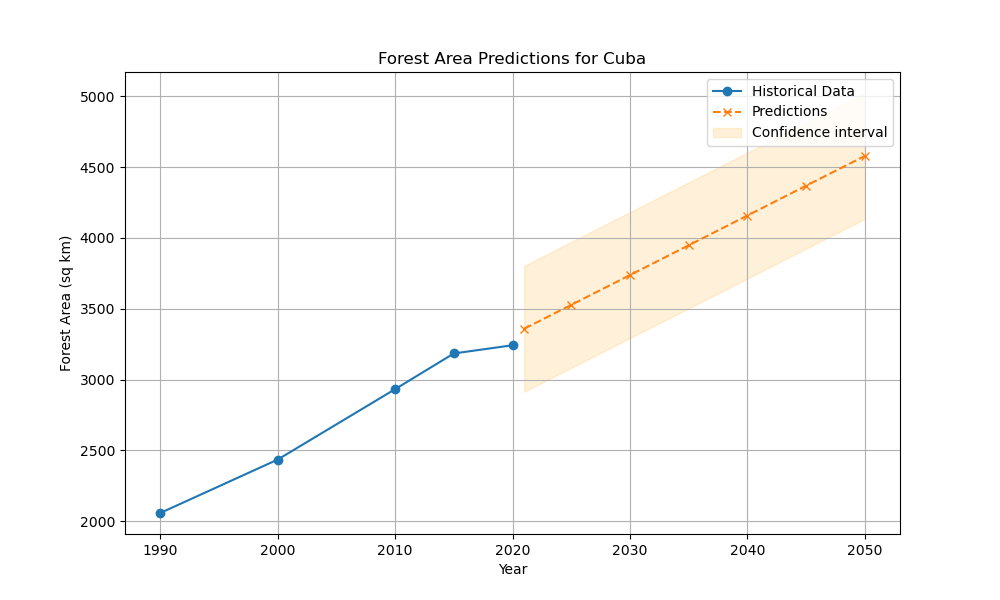 Forest Area Predictions for Cuba
Historical Data
Predictions
Confidence interval
5000
4500
4000
3500
3000
2500
2000
Forest Area (sq km)
1990 2000 2010 2020 2030 2040 2050
Year